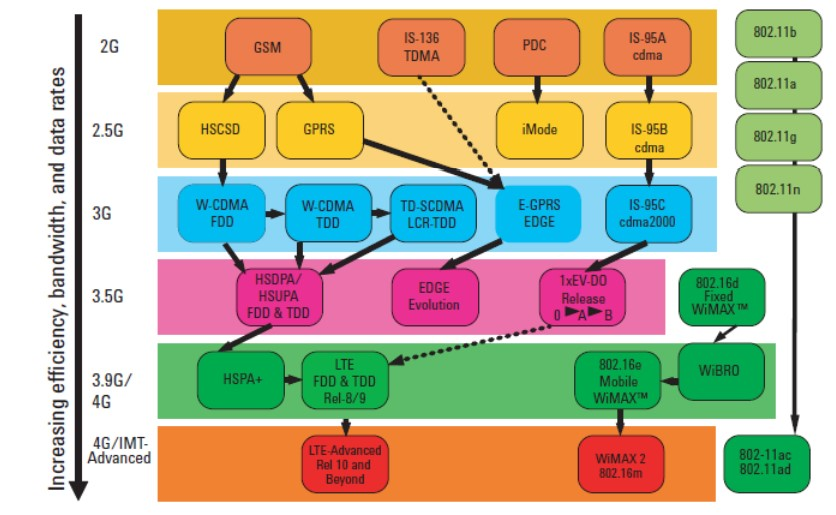 Increasing efficiency, bandwidth, and data rates
2G
GSM
IS-136
TDMA
PDC
IS-95A
cdma
802.11b
802.11a
2.5G
HSCSD
GPRS
iMode
IS-95B
cdma
802.11g
802.11n
3G
W-CDMA
FDD
W-CDMA
TDD
TD-SCDMA
LCR-TDD
E-GPRS
EDGE
IS-95C
cdma2000
3.5G
HSDPA/
HSUPA
FDD & TDD
EDGE
Evolution
1xEV-DO
Release
0 ► A ► B
802.16d
Fixed
WiMAX™
3.9G/
4G
HSPA+
LTE
FDD & TDD
Rel-8/9
802.16e
Mobile
WiMAX™
WiBRO
4G/IMT-
Advanced
LTE-Advanced
Rel 10 and
Beyond
WiMAX 2
802.16m
802-11ac
802.11ad